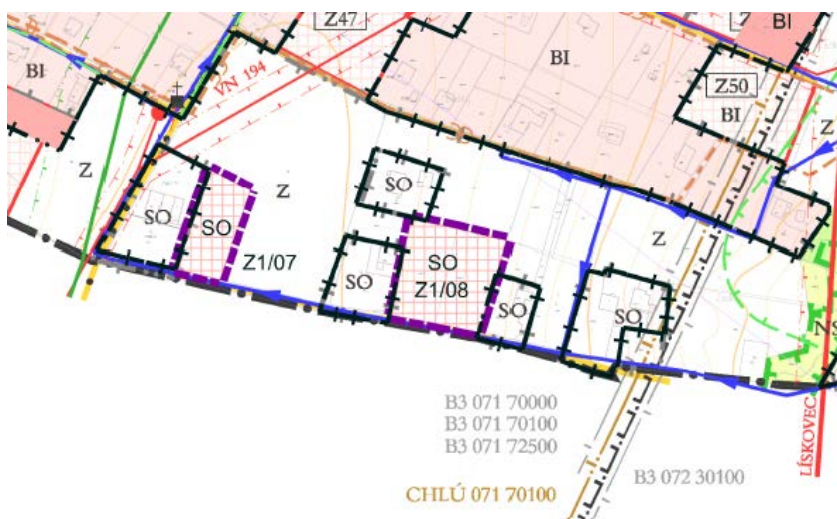 Z47
Z
BI
BI
BI
Z50
BI
VN 194
Z
Z
Z
Z
SO
SO
SO
Z1/07
SO
Z1/08
SO
SO
SO
LÍSKOVEC
B3 071 70000
B3 071 70100
B3 071 72500
B3 072 30100
CHLÚ 071 70100